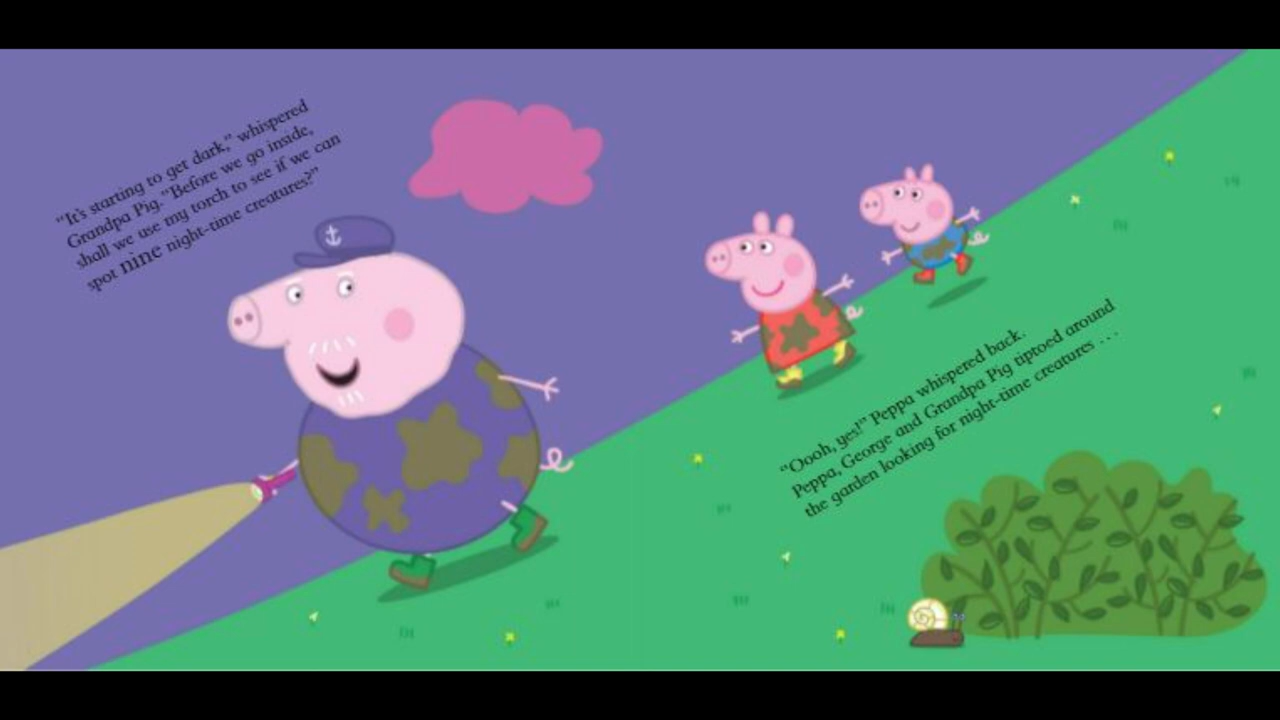 “It’s starting to get dark,” whispered
Grandpa Pig. “Before we go inside,
shall we use my torch to see if we can
spot nine night-time creatures?”
“Oooh, yes!” Peppa whispered back.
Peppa, George and Grandpa Pig tiptoed around
the garden looking for night-time creatures . . .